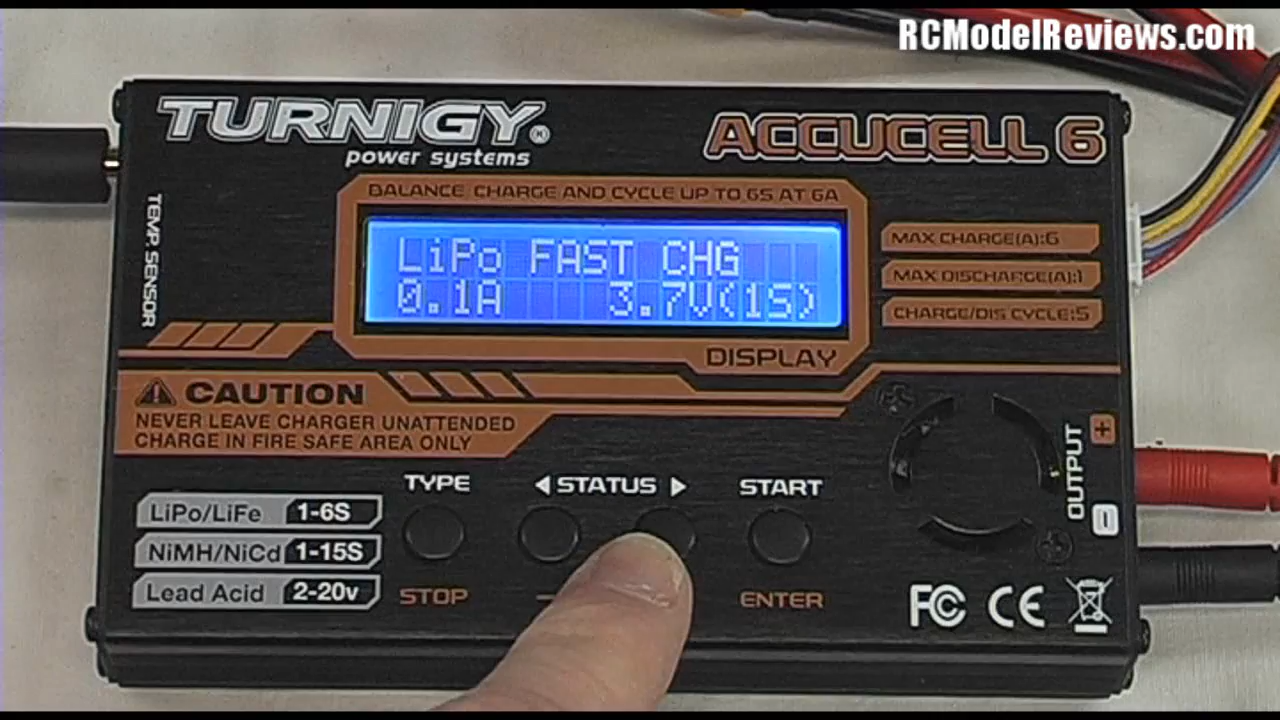 RCModelReviews.com
TURNIGY®
power systems
ACCUCELL 6
BALANCE CHARGE AND CYCLE UP TO 6S AT 6A
TEMP. SENSOR
LiPo FAST CHG
0.1A 3.7V(1S)
MAX CHARGE(A):6
MAX DISCHARGE(A):1
CHARGE/DIS CYCLE:5
DISPLAY
CAUTION
NEVER LEAVE CHARGER UNATTENDED
CHARGE IN FIRE SAFE AREA ONLY
TYPE
◄STATUS►
START
LiPo/LiFe 1-6S
NiMH/NiCd 1-15S
Lead Acid 2-20v
STOP
ENTER
OUTPUT
+
-
FC CE